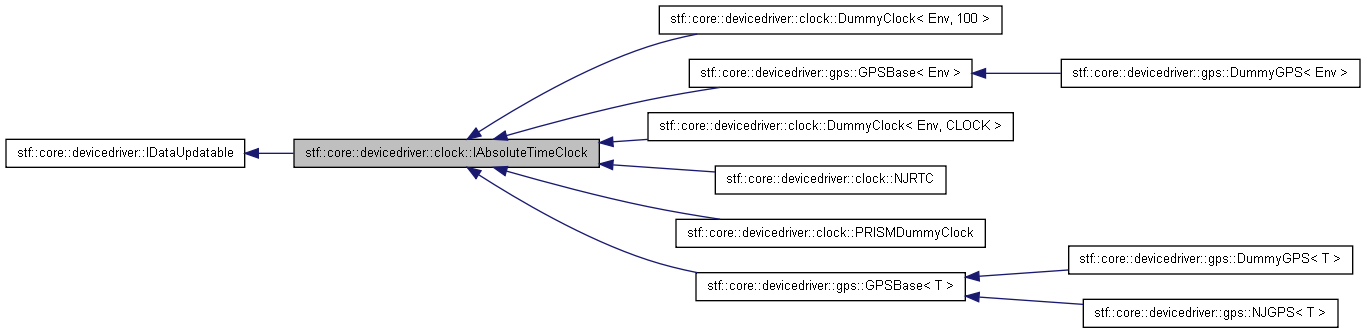 stf::core::devicedriver::clock::DummyClock< Env, 100 >
stf::core::devicedriver::gps::GPSBase< Env >
stf::core::devicedriver::gps::DummyGPS< Env >
stf::core::devicedriver::clock::DummyClock< Env, CLOCK >
stf::core::devicedriver::IDataUpdatable
stf::core::devicedriver::clock::IAbsoluteTimeClock
stf::core::devicedriver::clock::NJRTC
stf::core::devicedriver::clock::PRISMDummyClock
stf::core::devicedriver::gps::DummyGPS< T >
stf::core::devicedriver::gps::GPSBase< T >
stf::core::devicedriver::gps::NJGPS< T >